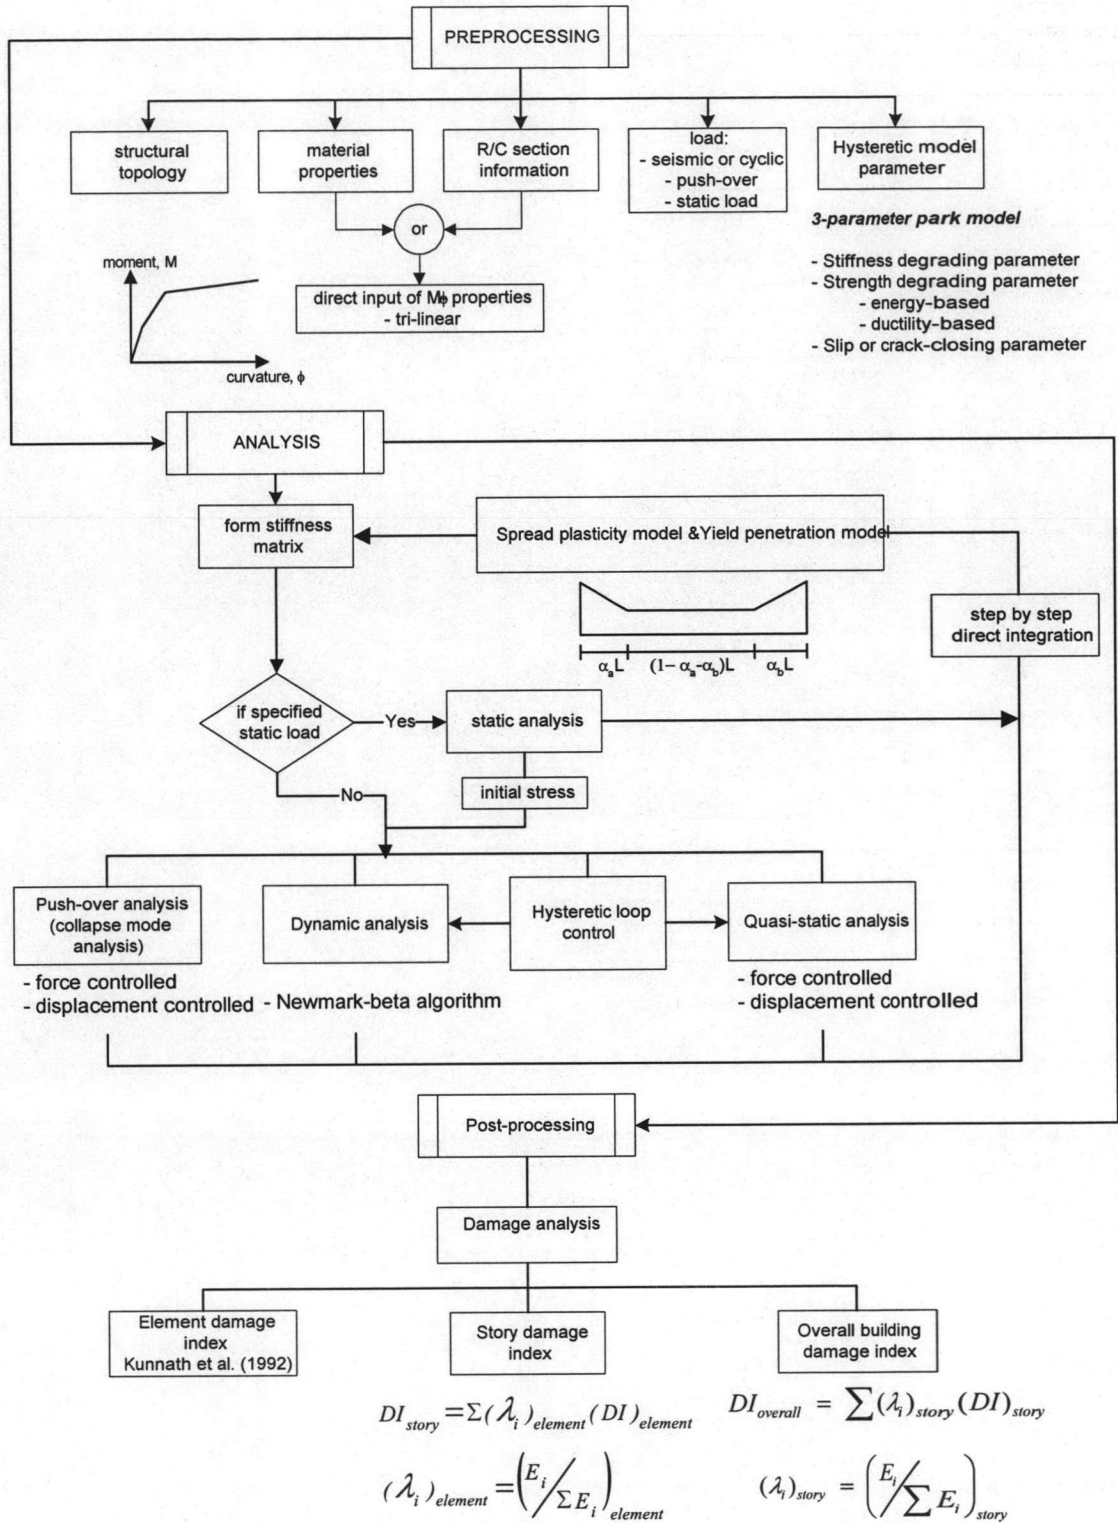 PREPROCESSING
structural
topology
material
properties
R/C section
information
load:
- seismic or cyclic
- push-over
- static load
Hysteretic model
parameter
or
3-parameter park model
- Stiffness degrading parameter
- Strength degrading parameter
- energy-based
- ductility-based
- Slip or crack-closing parameter
moment, M
curvature, ϕ
direct input of Mϕ properties
- tri-linear
ANALYSIS
form stiffness
matrix
Spread plasticity model &Yield penetration model
step by step
direct integration
αₐL
(1- αₐ-α_b)L
α_bL
if specified
static load
Yes
static analysis
initial stress
No
Push-over analysis
(collapse mode
analysis)
Dynamic analysis
Hysteretic loop
control
Quasi-static analysis
- force controlled
- displacement controlled
- Newmark-beta algorithm
- force controlled
- displacement controlled
Post-processing
Damage analysis
Element damage
index
Kunnath et al. (1992)
Story damage
index
Overall building
damage index
DI_story = Σ(λ_i)_element (DI)_element
DI_overall = ∑(λ_i)_story (DI)_story
(λ_i)_element = (E_i / Σ E_i)_element
(λ_i)_story = (E_i / ∑ E_i)_story